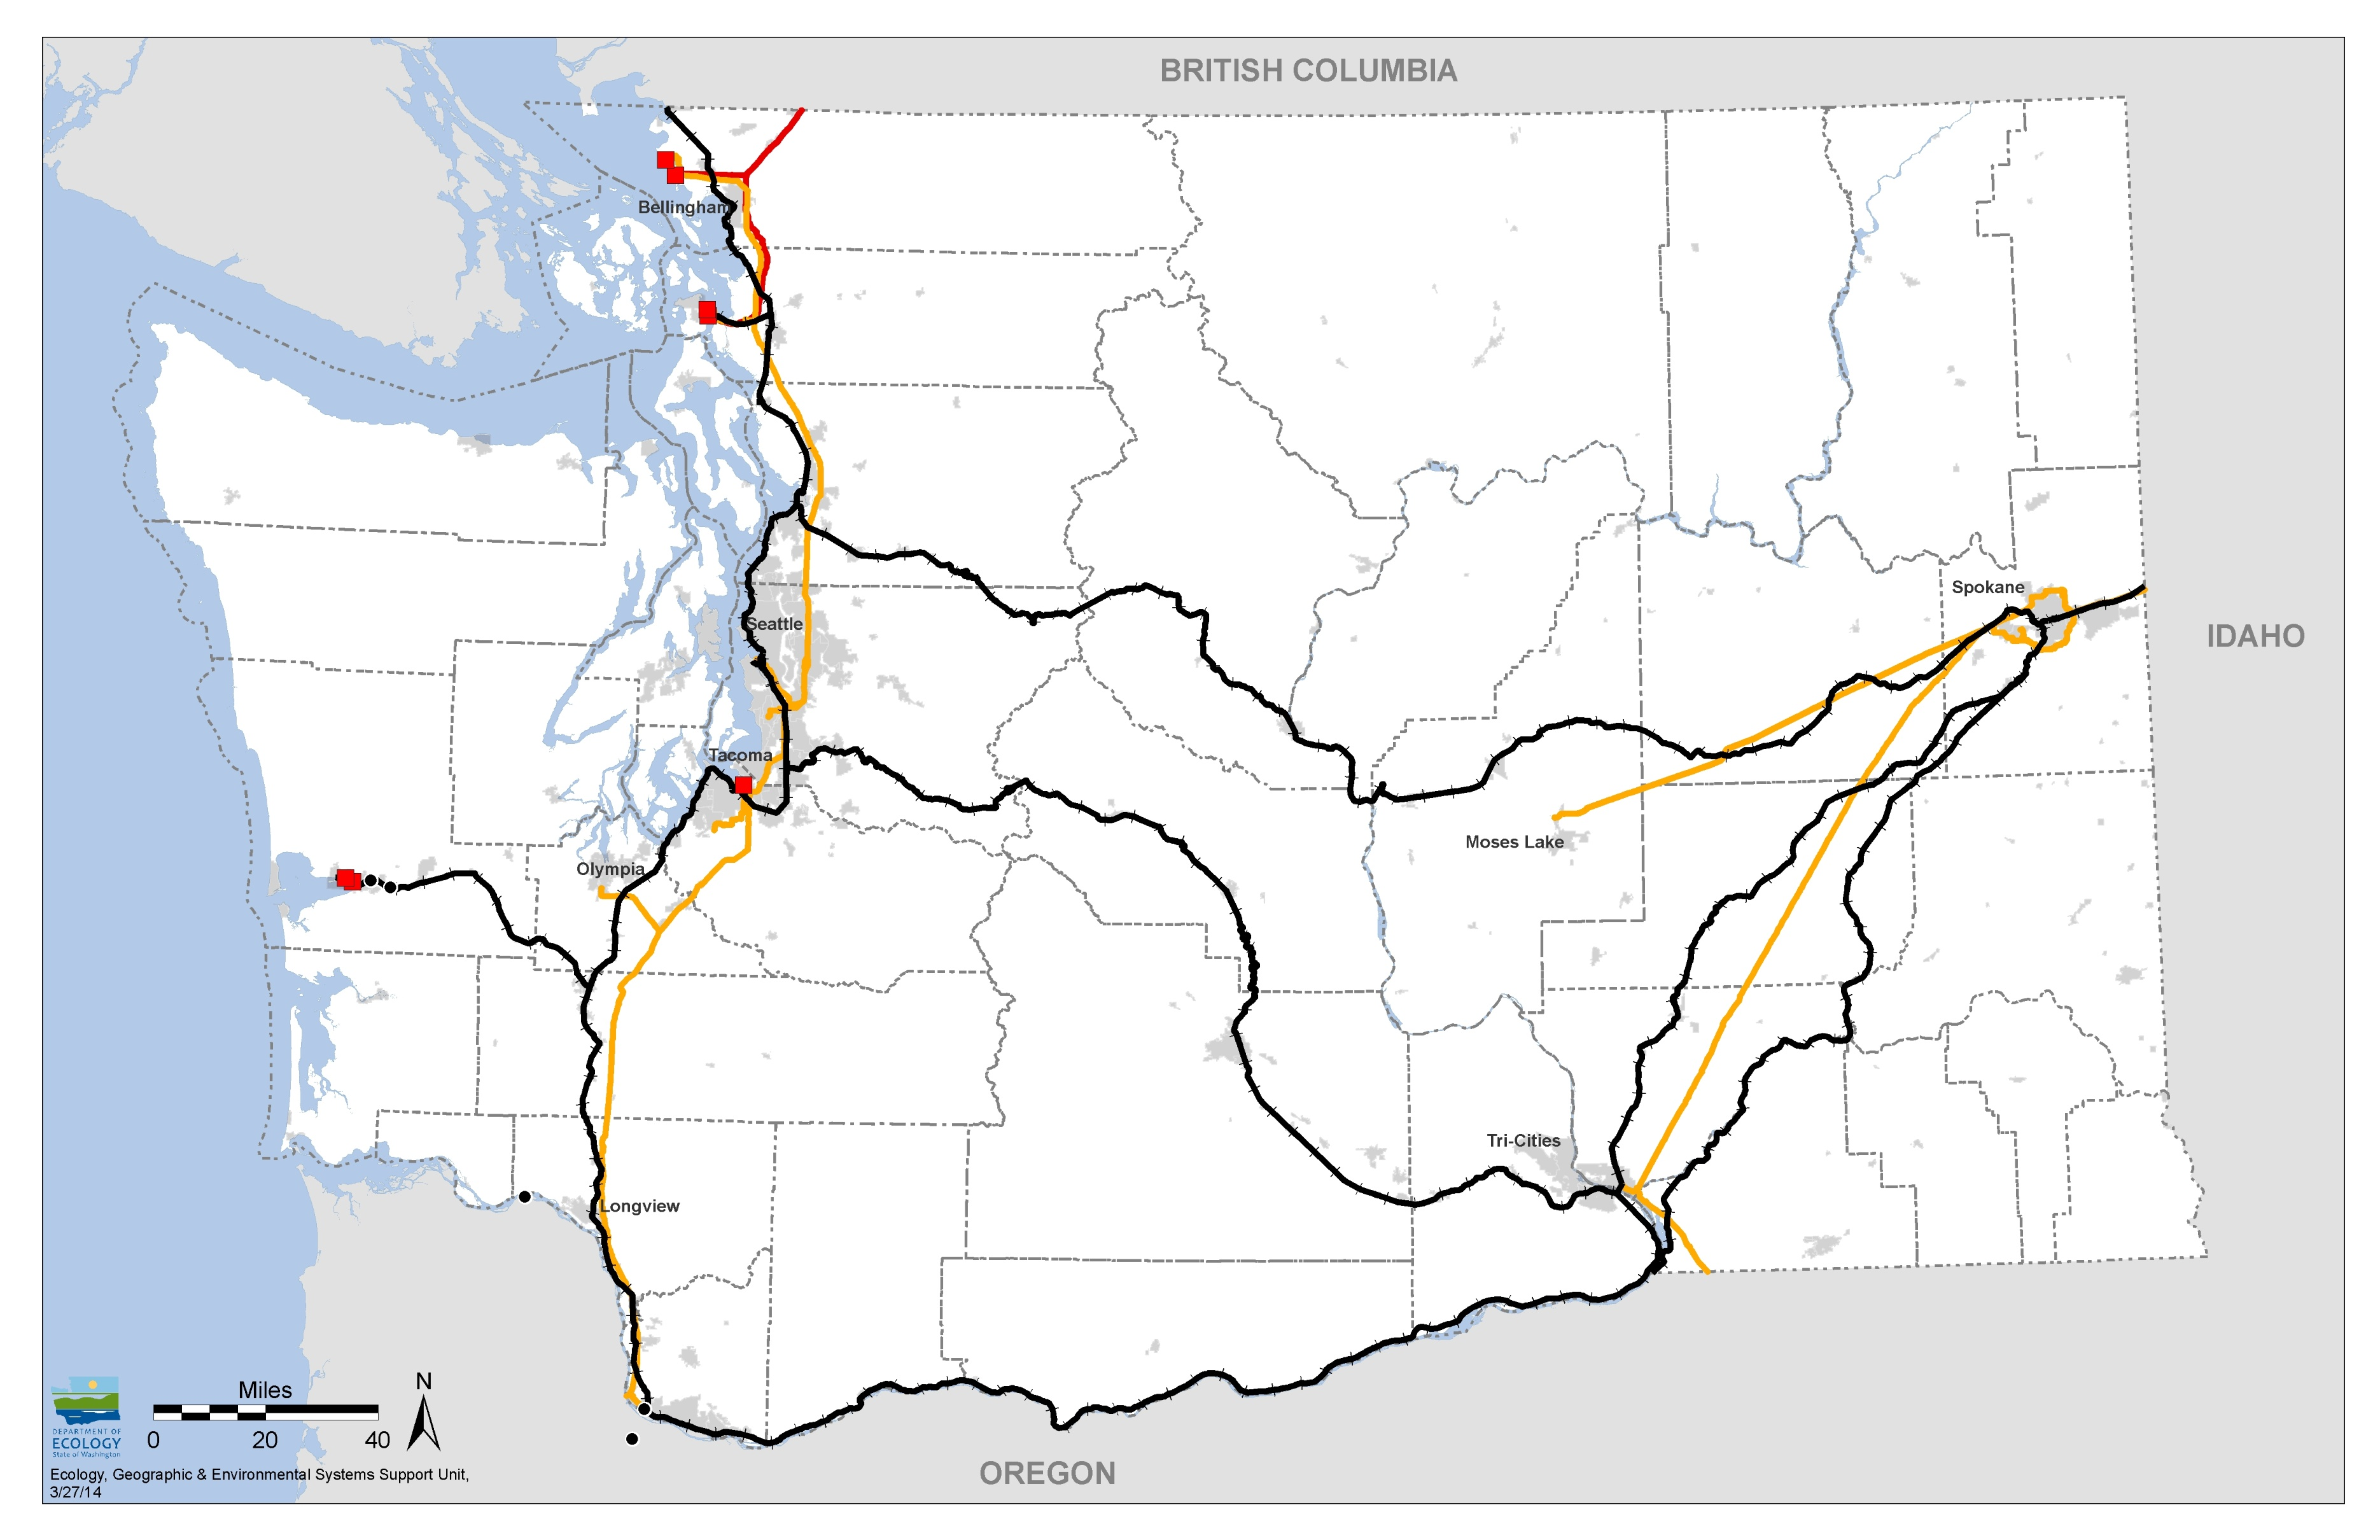 BRITISH COLUMBIA
Bellingham
Spokane
Seattle
IDAHO
Tacoma
Moses Lake
Olympia
Tri-Cities
Longview
Miles
N
0 20 40
DEPARTMENT OF
ECOLOGY
State of Washington
OREGON
Ecology, Geographic & Environmental Systems Support Unit,
3/27/14